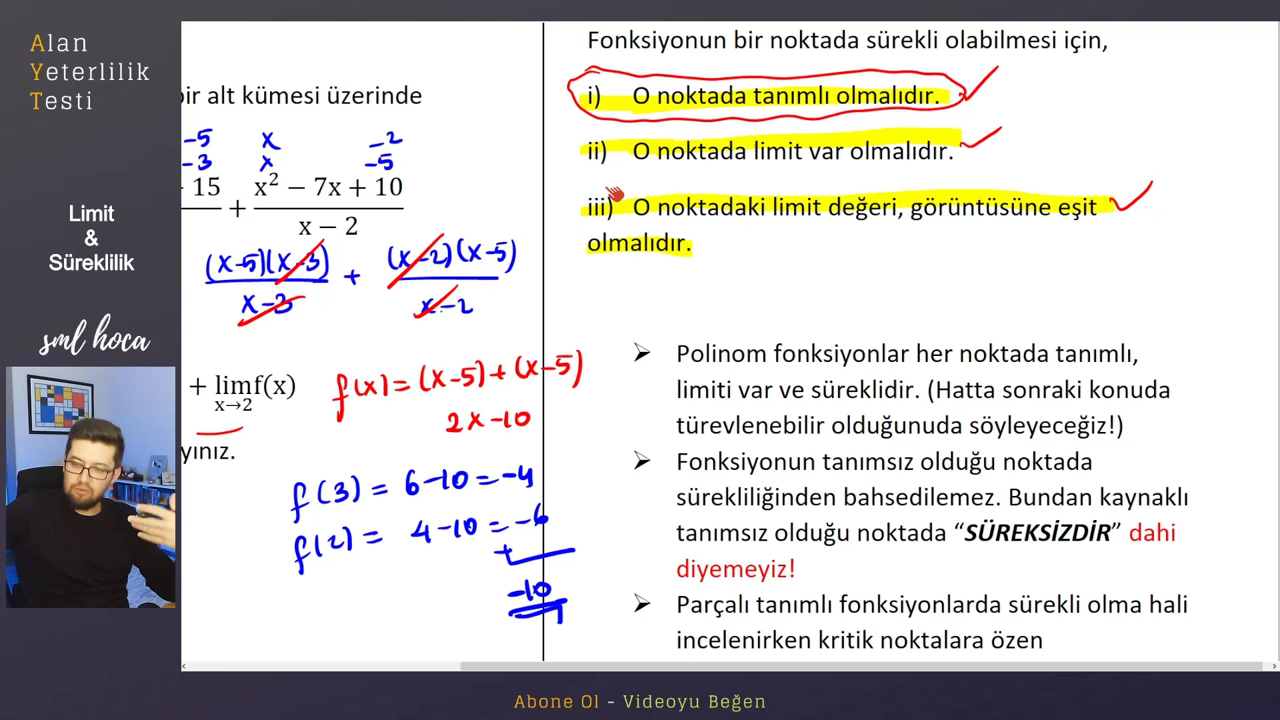 Alan
Yeterlilik
Testi
Limit
&
Süreklilik
sml hoca
bir alt kümesi üzerinde
-5 x -2
-3 x -5
- 15 + x² − 7x + 10
x − 2
(x-5)(x-3) + (x-2)(x-5)
x-3 x-2
+ limf(x)
x→2
yınız.
f(x) = (x-5) + (x-5)
2x-10
f(3) = 6-10 = -4
f(2) = 4-10 = -6
+
-10
Fonksiyonun bir noktada sürekli olabilmesi için,
i) O noktada tanımlı olmalıdır.
ii) O noktada limit var olmalıdır.
iii) O noktadaki limit değeri, görüntüsüne eşit
olmalıdır.
➢ Polinom fonksiyonlar her noktada tanımlı,
limiti var ve süreklidir. (Hatta sonraki konuda
türevlenebilir olduğunuda söyleyeceğiz!)
➢ Fonksiyonun tanımsız olduğu noktada
sürekliliğinden bahsedilemez. Bundan kaynaklı
tanımsız olduğu noktada “SÜREKSİZDİR” dahi
diyemeyiz!
➢ Parçalı tanımlı fonksiyonlarda sürekli olma hali
incelenirken kritik noktalara özen
Abone Ol - Videoyu Beğen